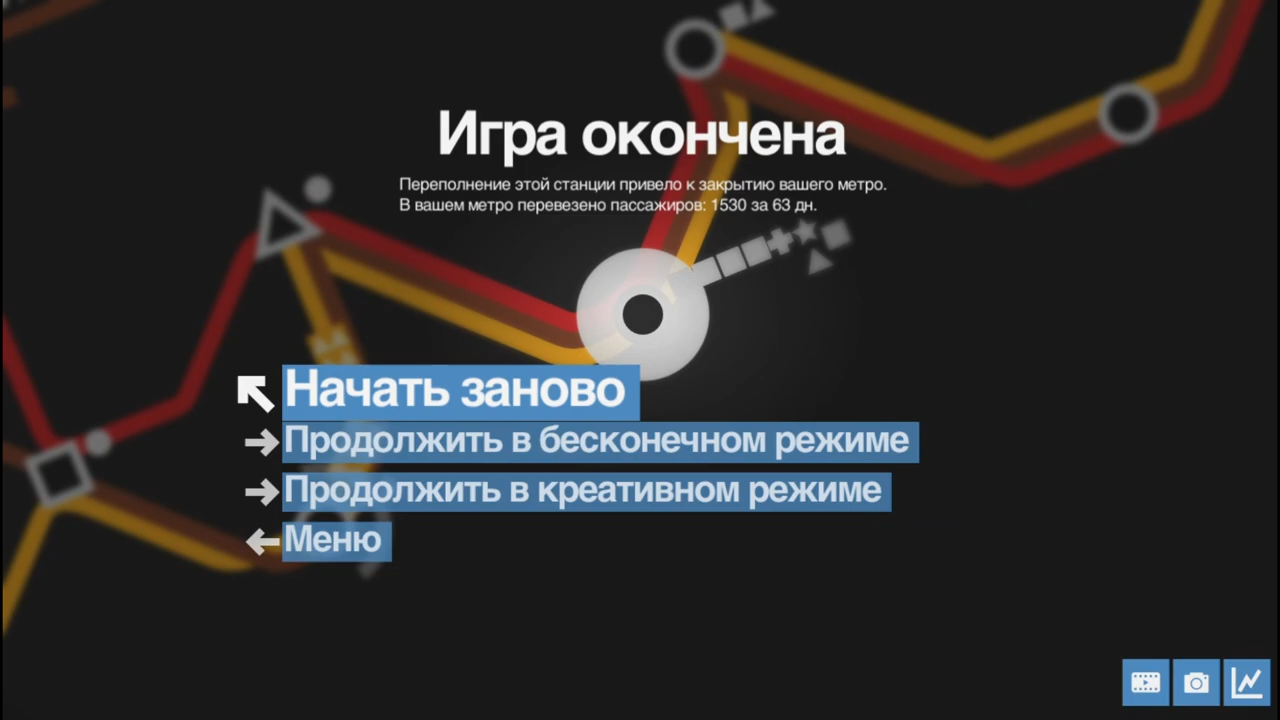 Игра окончена
Переполнение этой станции привело к закрытию вашего метро.
В вашем метро перевезено пассажиров: 1530 за 63 дн.
Начать заново
Продолжить в бесконечном режиме
Продолжить в креативном режиме
Меню